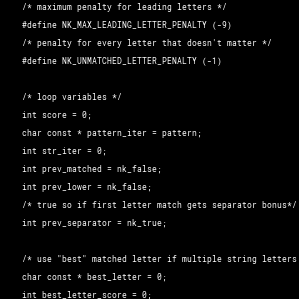 /* maximum penalty for leading letters */
#define NK_MAX_LEADING_LETTER_PENALTY (-9)
/* penalty for every letter that doesn't matter */
#define NK_UNMATCHED_LETTER_PENALTY (-1)
/* loop variables */
int score = 0;
char const * pattern_iter = pattern;
int str_iter = 0;
int prev_matched = nk_false;
int prev_lower = nk_false;
/* true so if first letter match gets separator bonus*/
int prev_separator = nk_true;
/* use "best" matched letter if multiple string letters
char const * best_letter = 0;
int best_letter_score = 0;